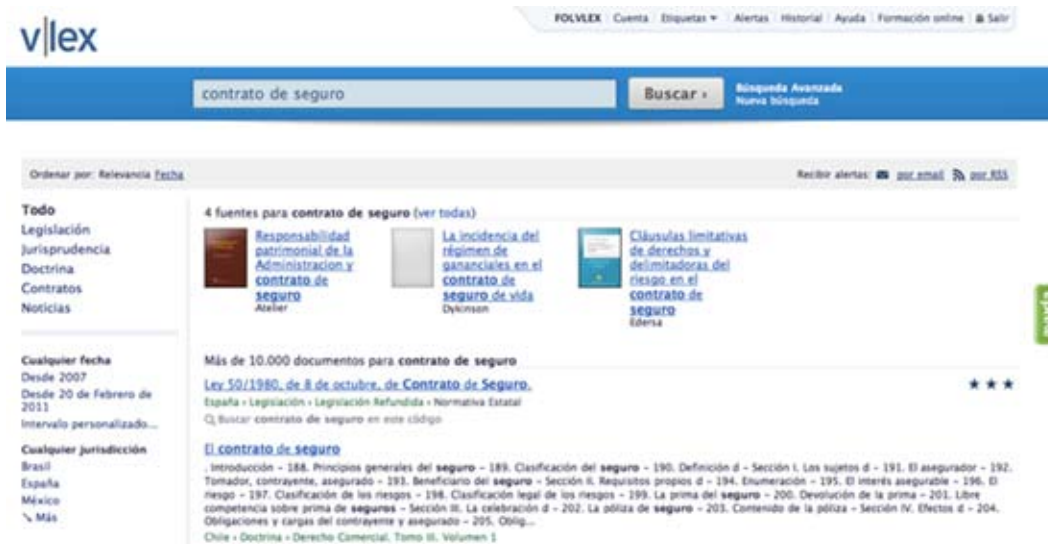 FOLVLEX Cuenta Etiquetas Alertas Historial Ayuda Formación online Salir
v|lex
contrato de seguro
Buscar ›
Búsqueda Avanzada
Nueva búsqueda
Ordenar por: Relevancia Fecha
Recibir alertas: por email por RSS
Todo
Legislación
Jurisprudencia
Doctrina
Contratos
Noticias
Cualquier fecha
Desde 2007
Desde 20 de Febrero de
2011
Intervalo personalizado...
Cualquier jurisdicción
Brasil
España
México
Más
4 fuentes para contrato de seguro (ver todas)
Responsabilidad
patrimonial de la
Administracion y
contrato de
seguro
Atelier
La incidencia del
régimen de
gananciales en el
contrato de
seguro de vida
Dykinson
Cláusulas limitativas
de derechos y
delimitadoras del
riesgo en el
contrato de
seguro
Edersa
Más de 10.000 documentos para contrato de seguro
Ley 50/1980, de 8 de octubre, de Contrato de Seguro.
España › Legislación › Legislación Refundida › Normativa Estatal
Buscar contrato de seguro en este código
El contrato de seguro
. Introducción – 188. Principios generales del seguro – 189. Clasificación del seguro – 190. Definición d – Sección I. Los sujetos d – 191. El asegurador – 192.
Tomador, contrayente, asegurado – 193. Beneficiario del seguro – Sección II. Requisitos propios d – 194. Enumeración – 195. El interés asegurable – 196. El
riesgo – 197. Clasificación de los riesgos – 198. Clasificación legal de los riesgos – 199. La prima del seguro – 200. Devolución de la prima – 201. Libre
competencia sobre prima de seguros – Sección III. La celebración d – 202. La póliza de seguro – 203. Contenido de la póliza – Sección IV. Efectos d – 204.
Obligaciones y cargas del contrayente y asegurado – 205. Oblig...
Chile › Doctrina › Derecho Comercial. Tomo III. Volumen 1